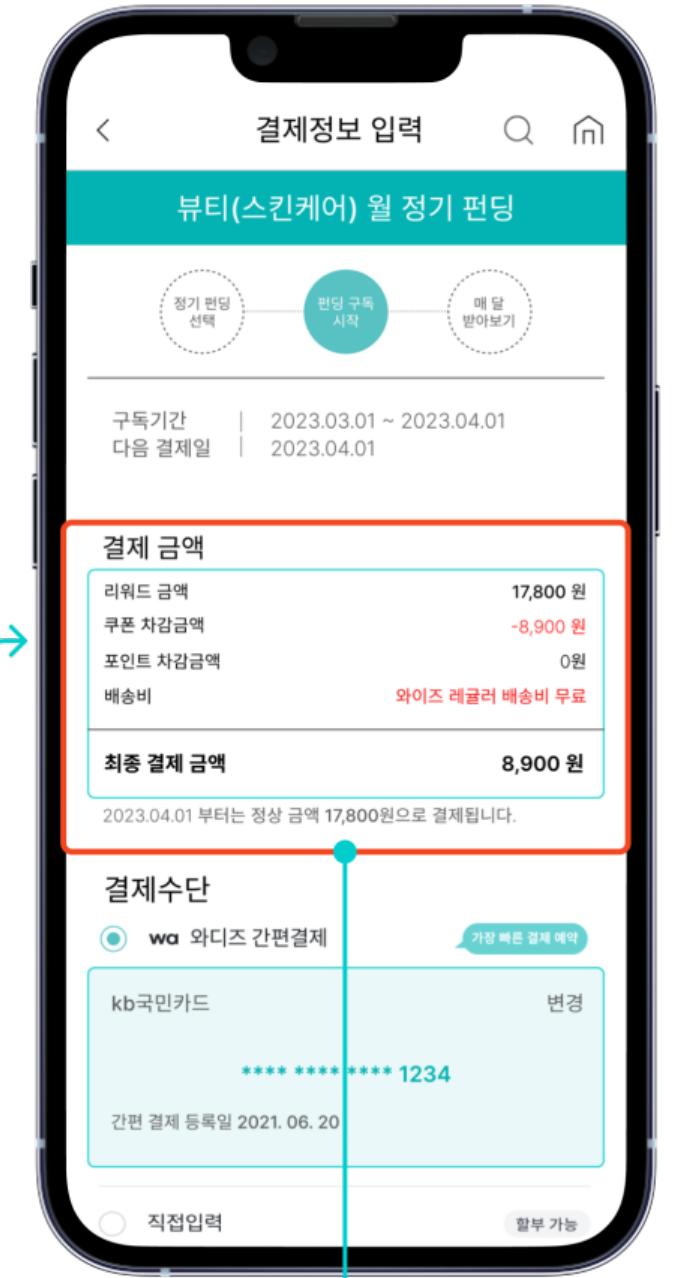 결제정보 입력
뷰티(스킨케어) 월 정기 펀딩
정기 펀딩
선택
펀딩 구독
시작
매 달
받아보기
구독기간 | 2023.03.01 ~ 2023.04.01
다음 결제일 | 2023.04.01
결제 금액
리워드 금액 17,800 원
쿠폰 차감금액 -8,900 원
포인트 차감금액 0원
배송비 와이즈 레귤러 배송비 무료
최종 결제 금액 8,900 원
2023.04.01 부터는 정상 금액 17,800원으로 결제됩니다.
결제수단
wa 와디즈 간편결제 가장 빠른 결제 예약
kb국민카드 변경
**** **** **** 1234
간편 결제 등록일 2021. 06. 20
직접입력 할부 가능